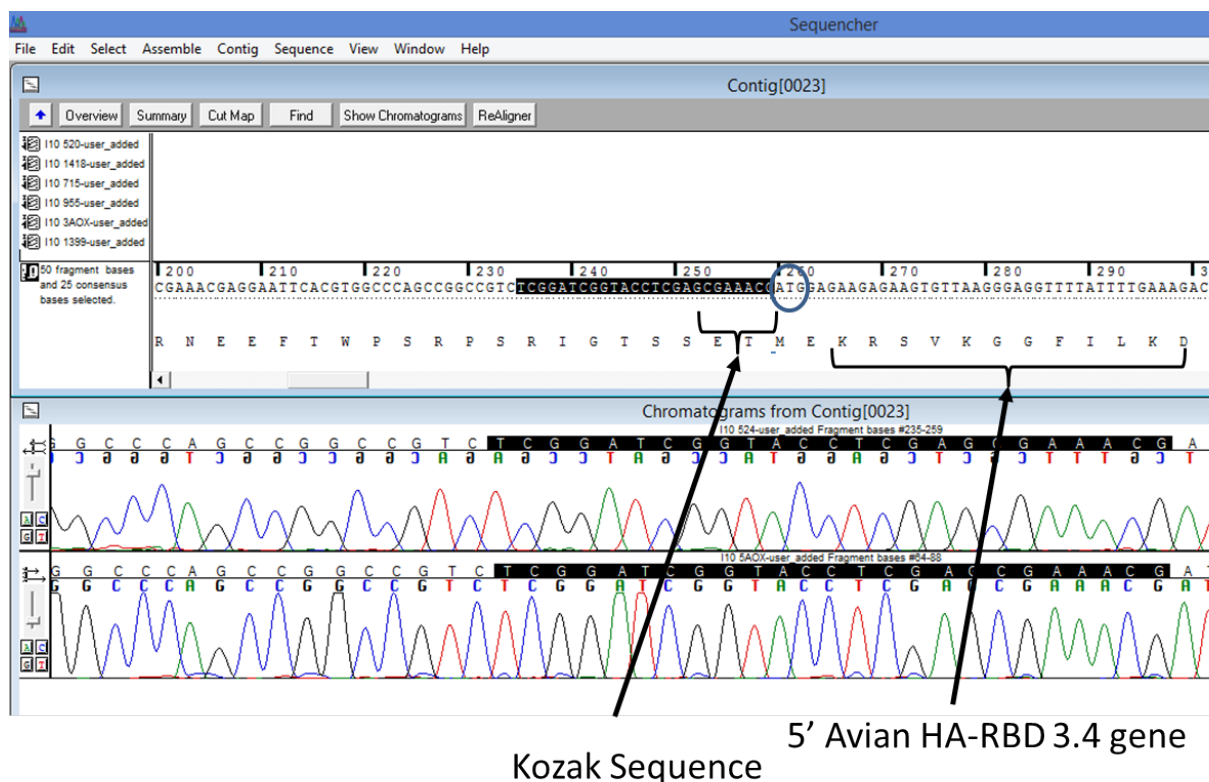 Sequencher
File Edit Select Assemble Contig Sequence View Window Help
Contig[0023]
Overview Summary Cut Map Find Show Chromatograms ReAligner
I10 520-user_added
I10 1418-user_added
I10 715-user_added
I10 955-user_added
I10 3AOX-user_added
I10 1399-user_added
50 fragment bases
and 25 consensus
bases selected.
200 210 220 230 240 250 260 270 280 290 3
CGAAACGAGGAATTCACGTGGCCCAGCCGGCCGTCTCGGATCGGTACCTCGAGCGAAACGATGGAGAAGAGAAGTGTTAAGGGAGGTTTTATTTTGAAAGAC
R N E E F T W P S R P S R I G T S S E T M E K R S V K G G F I L K D
Chromatograms from Contig[0023]
I10 524-user_added Fragment bases #235-259
G G C C C A G C C G G C C G T C T C G G A T C G G T A C C T C G A G C G A A A C G A
C G G G T C G G C C G G C A G A G C C T A G C C A T G G A G C T C G C T T T G C T
A C
G T
I10 5AOX-user_added Fragment bases #64-88
G G C C C A G C C G G C C G T C T C G G A T C G G T A C C T C G A G C G A A A C G A T
G G C C C A G C C G G C C G T C T C G G A T C G G T A C C T C G A G C G A A A C G A T
A C
G T
5’ Avian HA-RBD 3.4 gene
Kozak Sequence